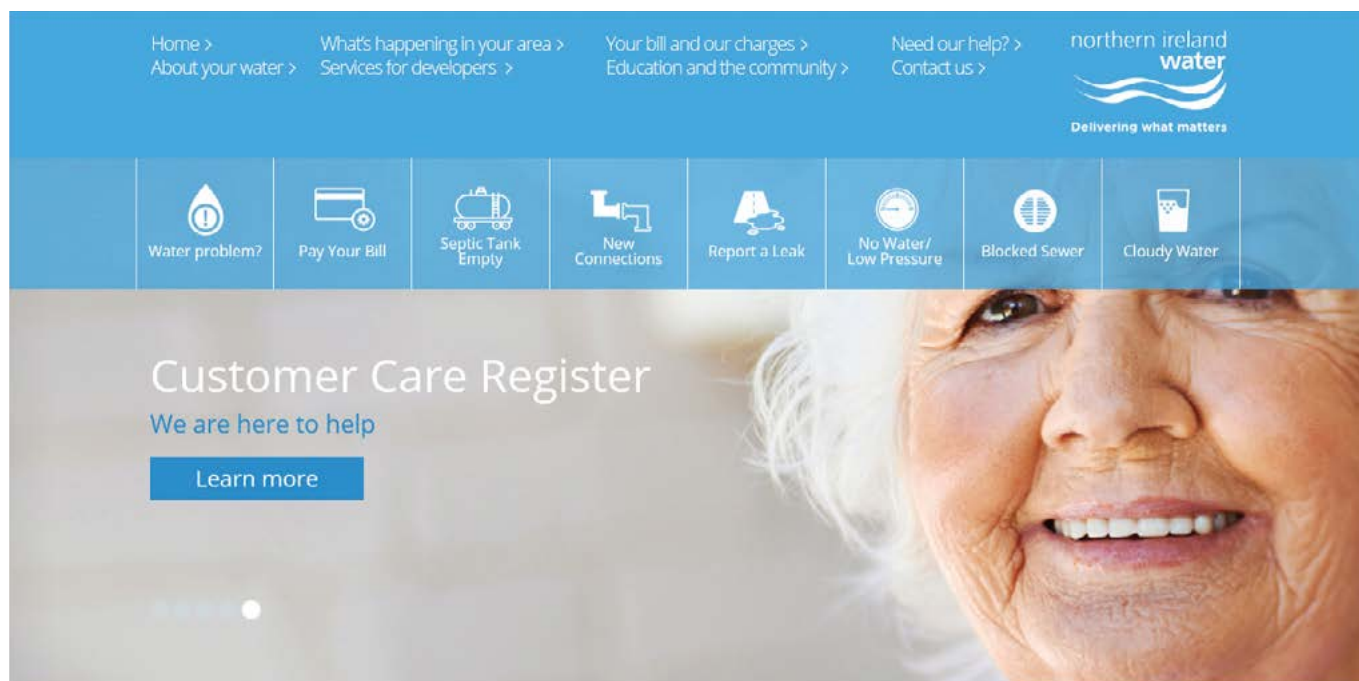 Home > What's happening in your area > Your bill and our charges > Need our help? >
About your water > Services for developers > Education and the community > Contact us >
northern ireland
water
Delivering what matters
Water problem?
Pay Your Bill
Septic Tank
Empty
New
Connections
Report a Leak
No Water/
Low Pressure
Blocked Sewer
Cloudy Water
Customer Care Register
We are here to help
Learn more